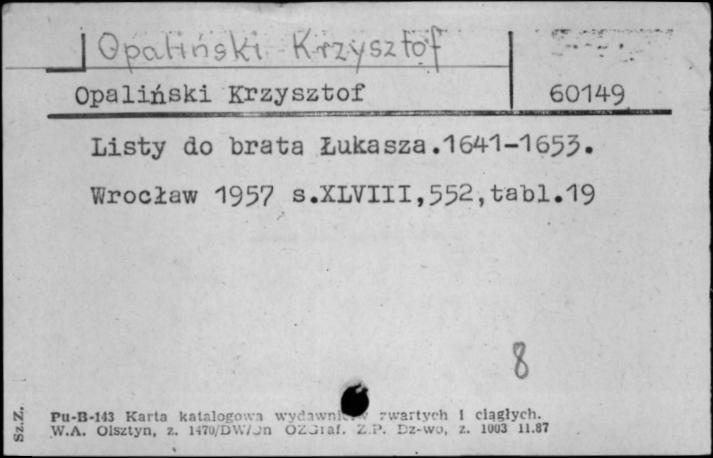 Opaliński Krzysztof
Opaliński Krzysztof 60149
Listy do brata Łukasza.1641-1653.
Wrocław 1957 s.XLVIII,552,tabl.19
8
Sz.Z.
Pu-B-143 Karta katalogowa wydawnictw zwartych i ciągłych.
W.A. Olsztyn, z. 1470/DW/Jn OZGraf. Z.P. Dz-wo, z. 1003 11.87